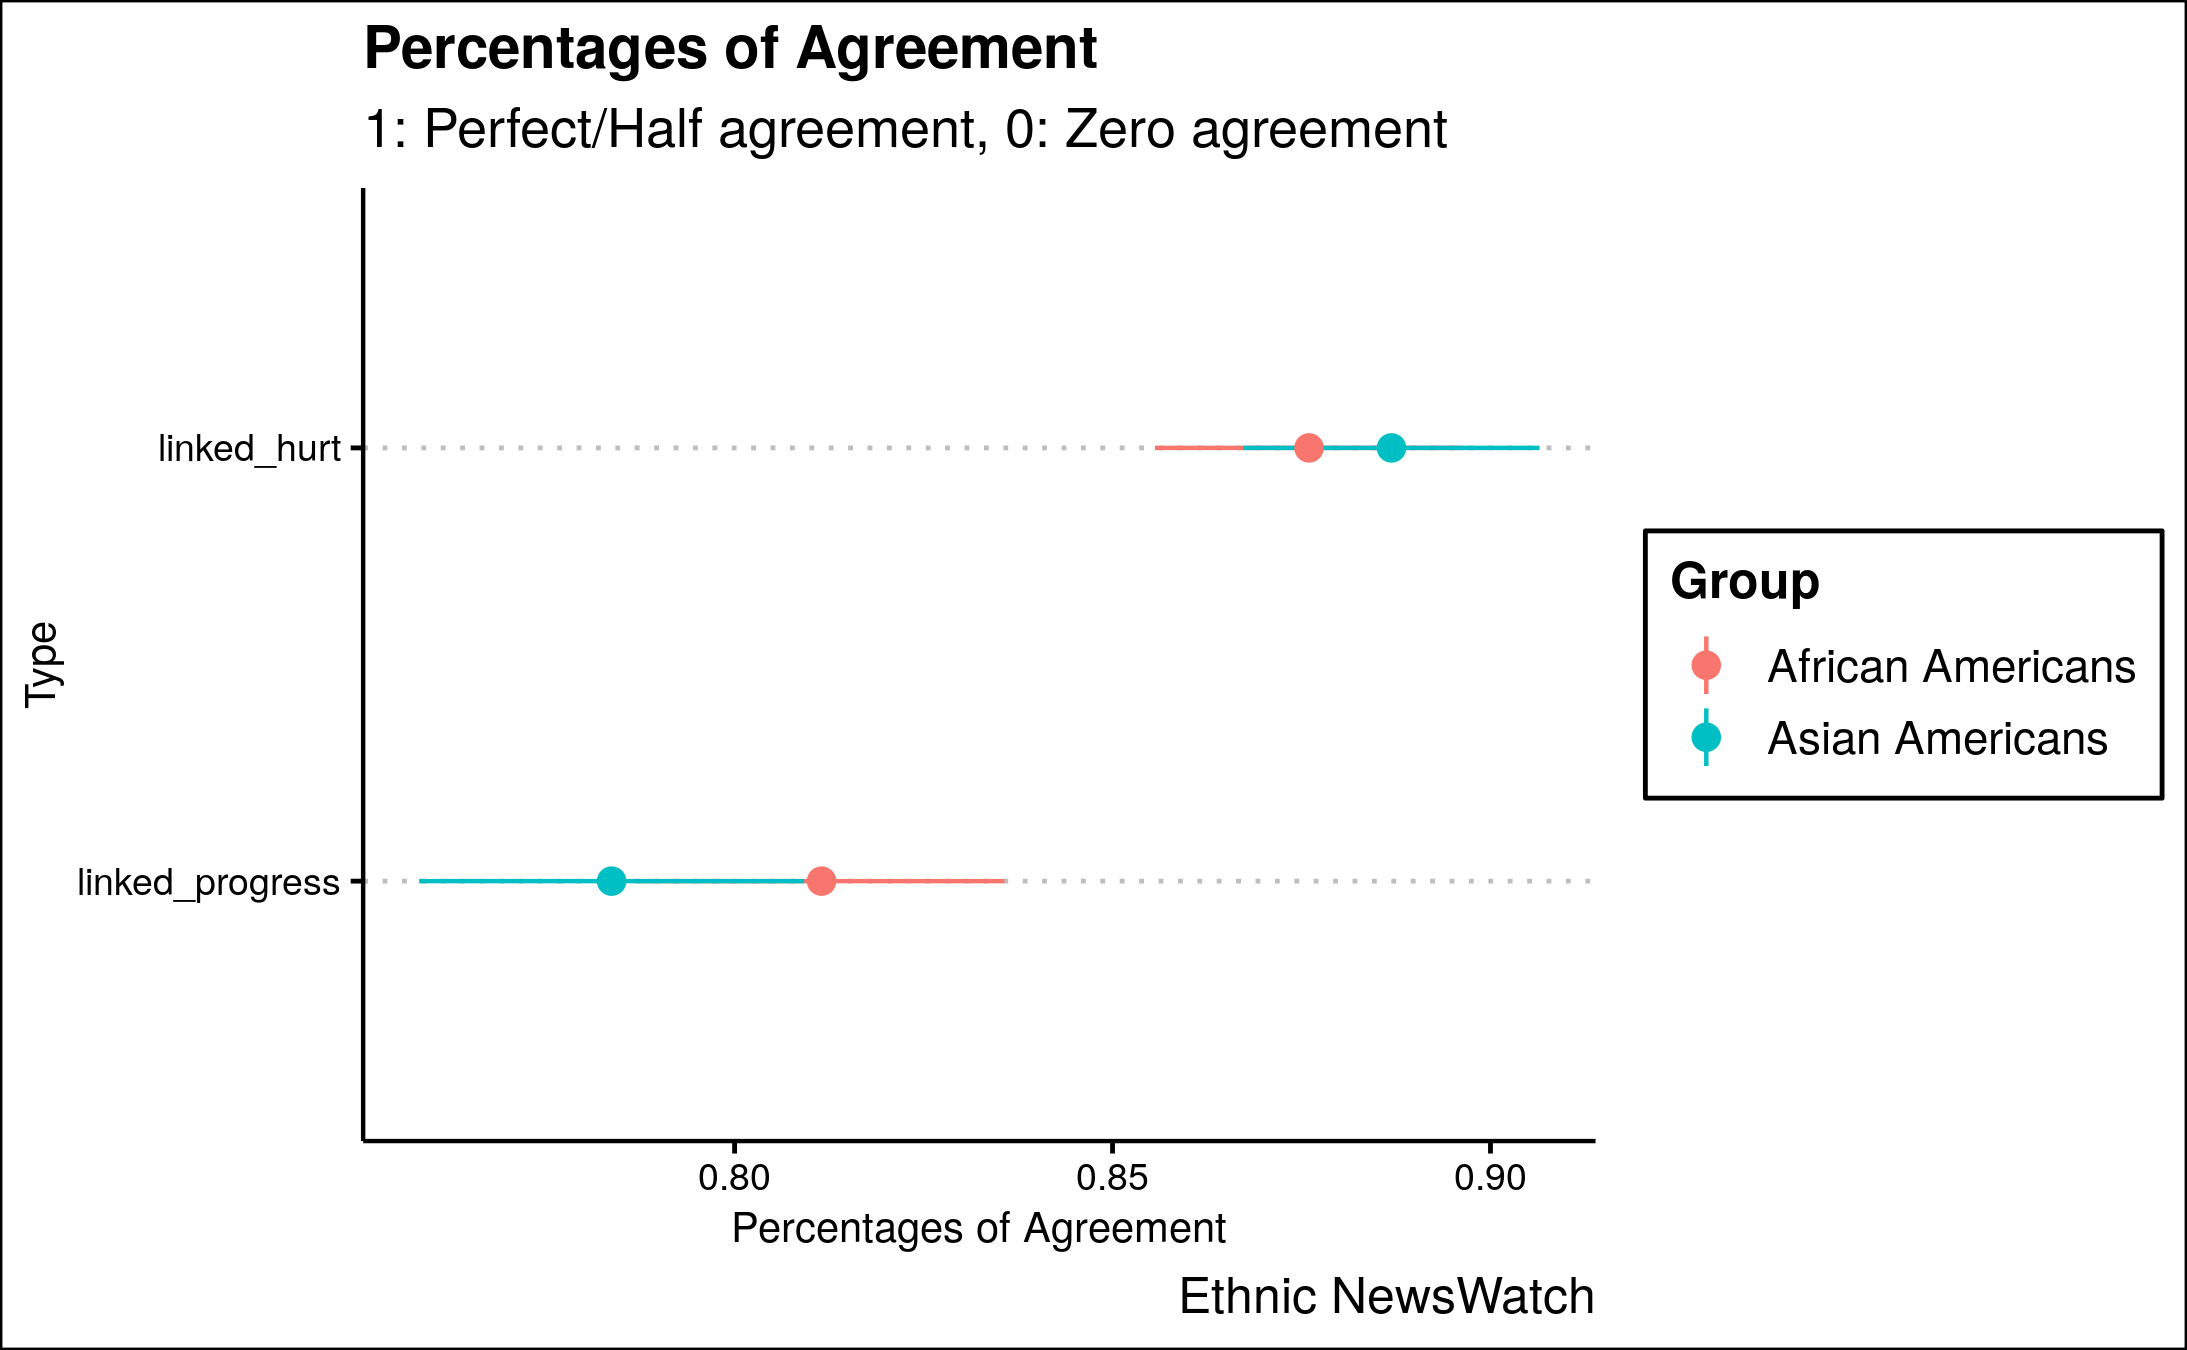 Percentages of Agreement
1: Perfect/Half agreement, 0: Zero agreement
linked_hurt
linked_progress
Type
0.80
0.85
0.90
Percentages of Agreement
Group
African Americans
Asian Americans
Ethnic NewsWatch